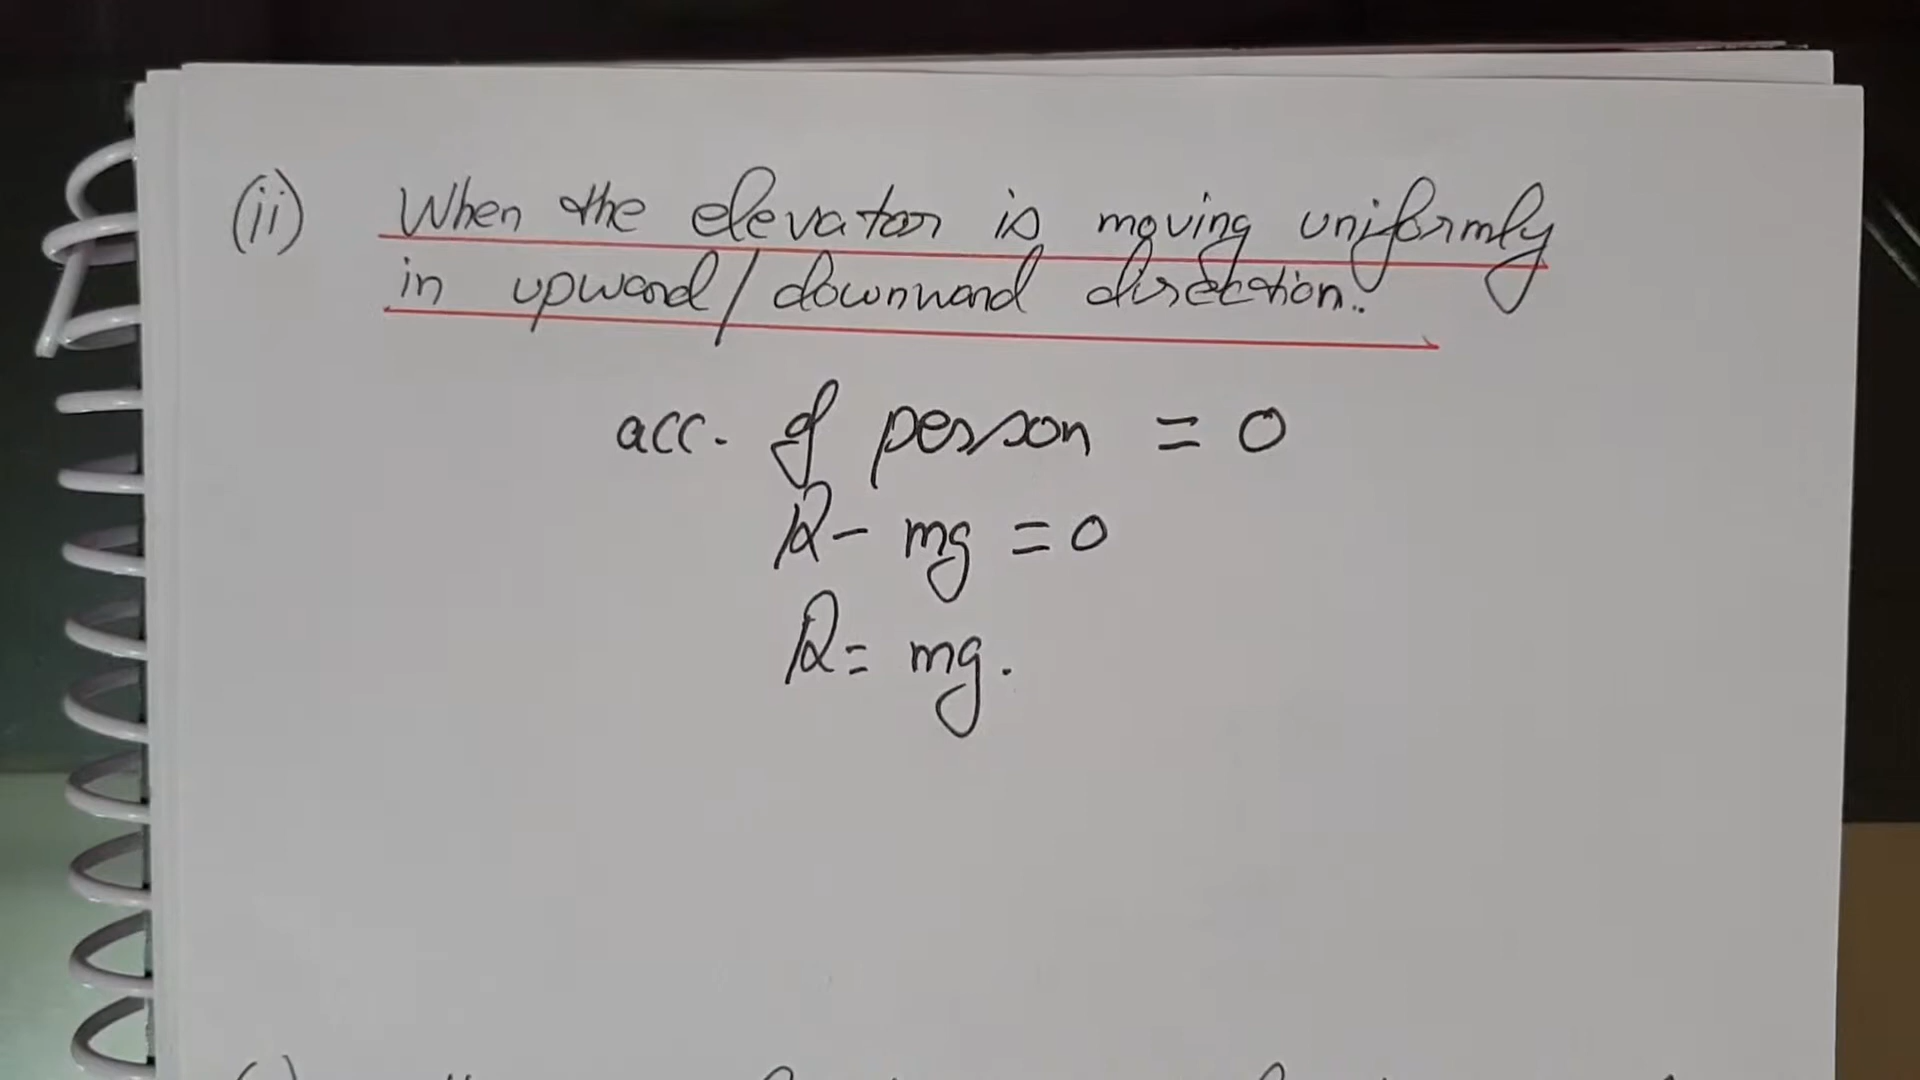 (ii) When the elevator is moving uniformly
in upward/downward direction.
acc. of person = 0
R - mg = 0
R = mg.